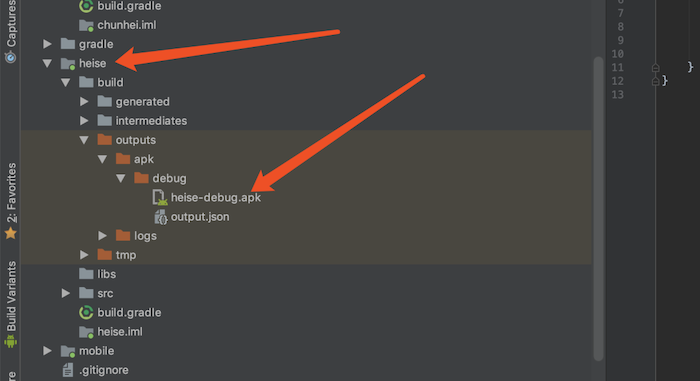 build.gradle
chunhei.iml
gradle
heise
build
generated
intermediates
outputs
apk
debug
heise-debug.apk
output.json
logs
tmp
libs
src
build.gradle
heise.iml
mobile
.gitignore
Captures
2: Favorites
Build Variants
6
7
8
9
10
11 }
12 }
13